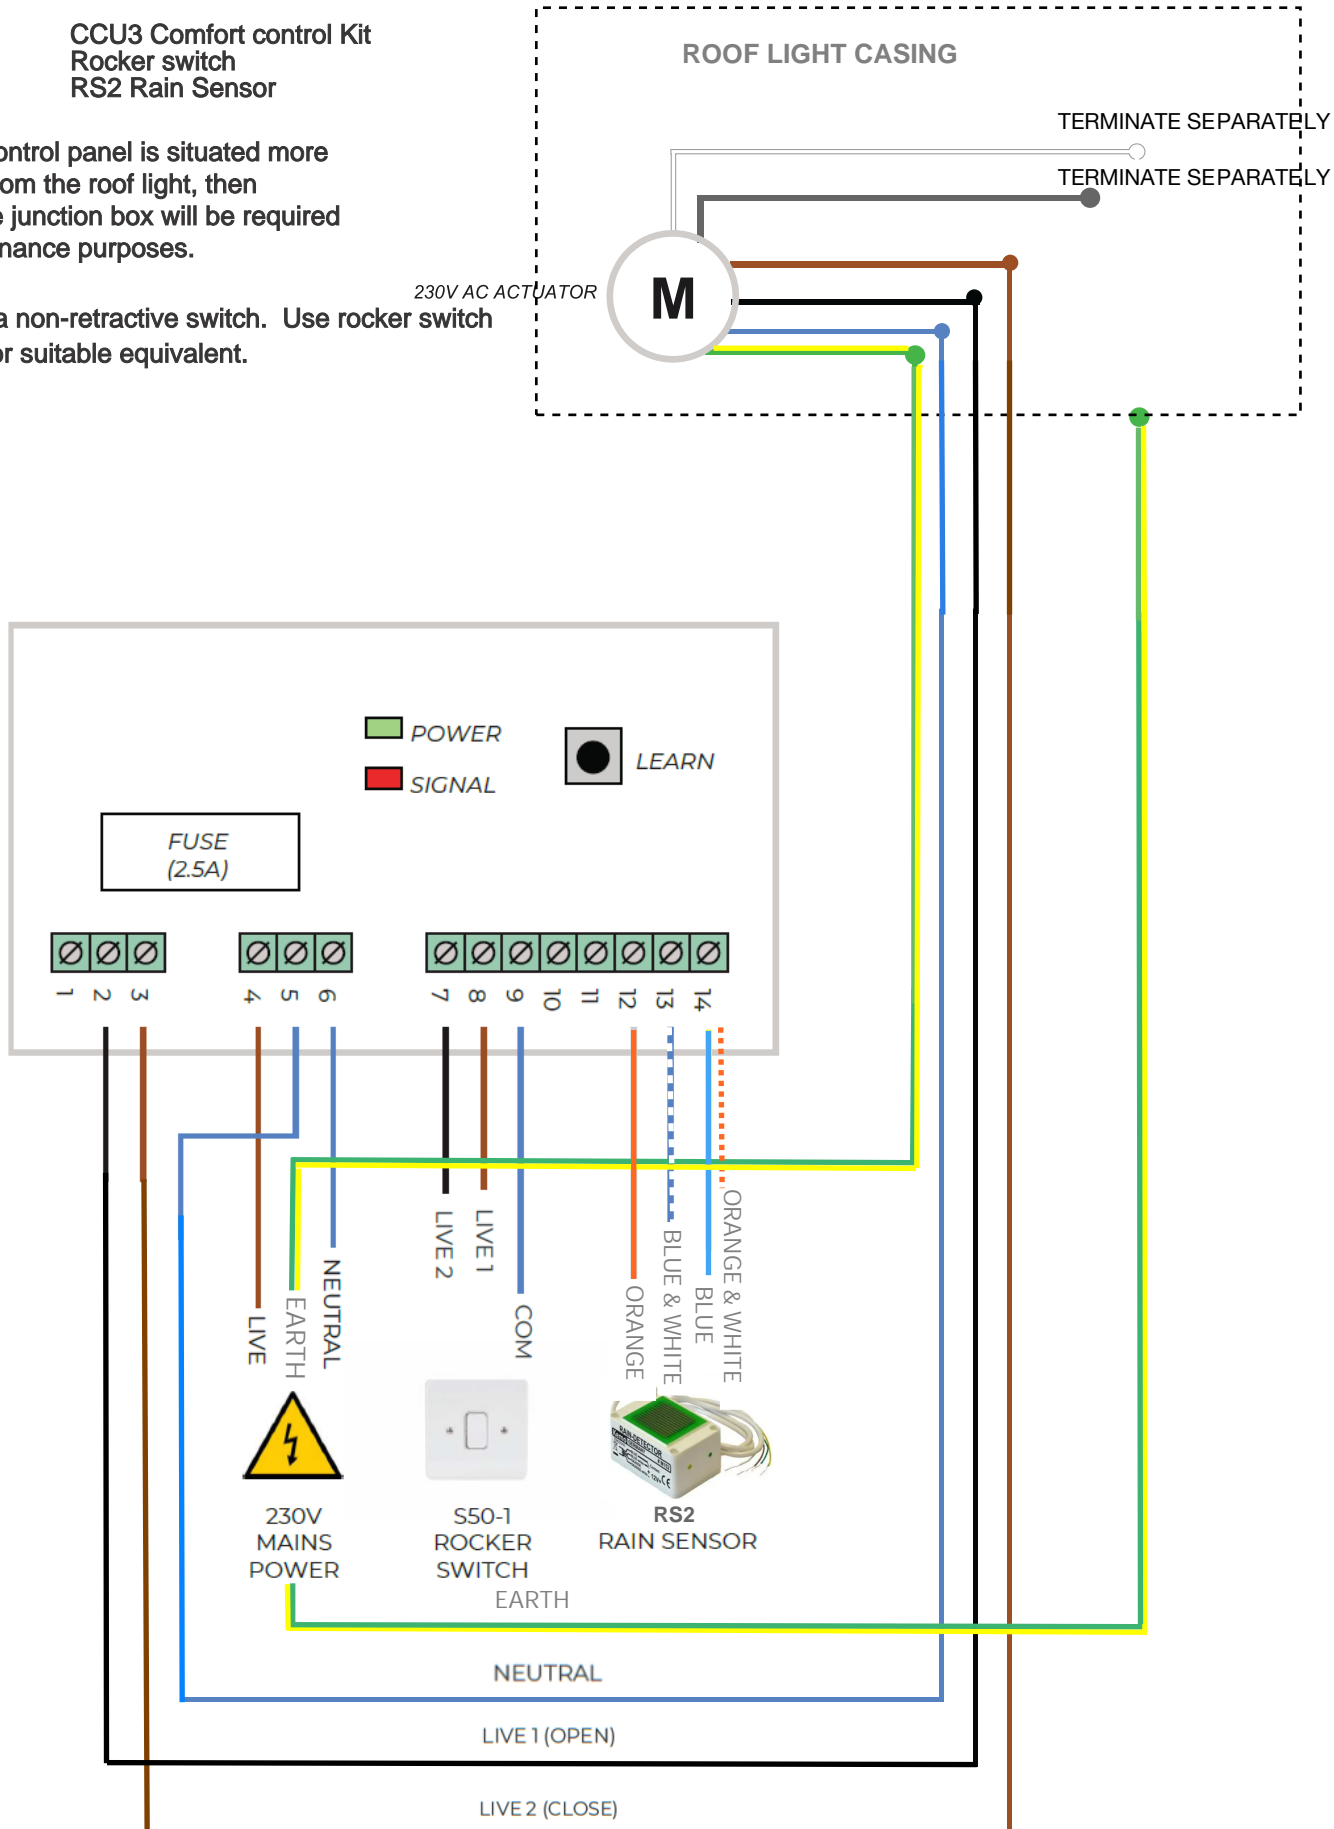 CCU3 Comfort control Kit
Rocker switch
RS2 Rain Sensor
ontrol panel is situated more
om the roof light, then
e junction box will be required
nance purposes.
a non-retractive switch. Use rocker switch
or suitable equivalent.
ROOF LIGHT CASING
TERMINATE SEPARATELY
TERMINATE SEPARATELY
230V AC ACTUATOR
M
POWER
SIGNAL
LEARN
FUSE
(2.5A)
1 2 3 4 5 6 7 8 9 10 11 12 13 14
LIVE
EARTH
NEUTRAL
LIVE 2
LIVE 1
COM
ORANGE
BLUE & WHITE
BLUE
ORANGE & WHITE
RAIN-DETECTOR
230V
MAINS
POWER
S50-1
ROCKER
SWITCH
RS2
RAIN SENSOR
EARTH
NEUTRAL
LIVE 1 (OPEN)
LIVE 2 (CLOSE)